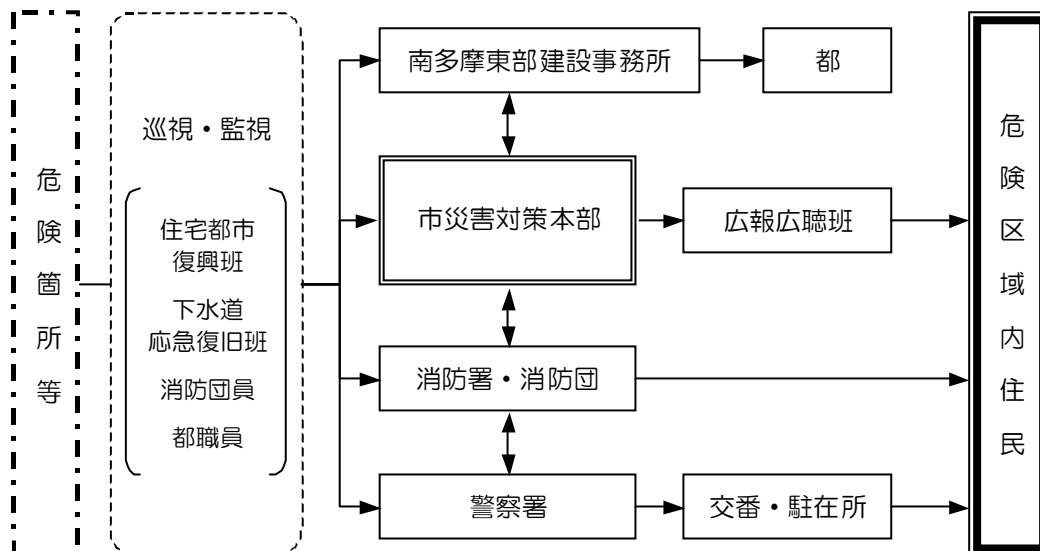 危険箇所等
巡視・監視
住宅都市
復興班
下水道
応急復旧班
消防団員
都職員
南多摩東部建設事務所
都
市災害対策本部
広報広聴班
消防署・消防団
警察署
交番・駐在所
危険区域内住民